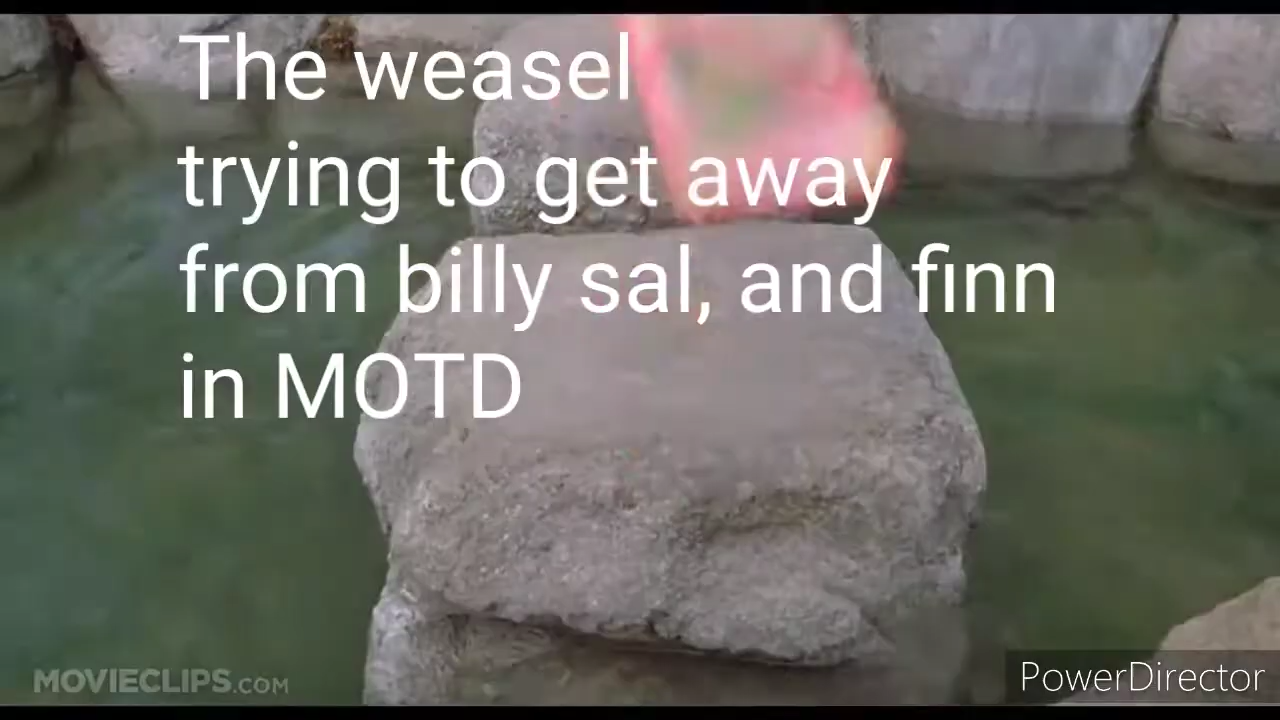 The weasel
trying to get away
from billy sal, and finn
in MOTD
MOVIECLIPS.COM
PowerDirector